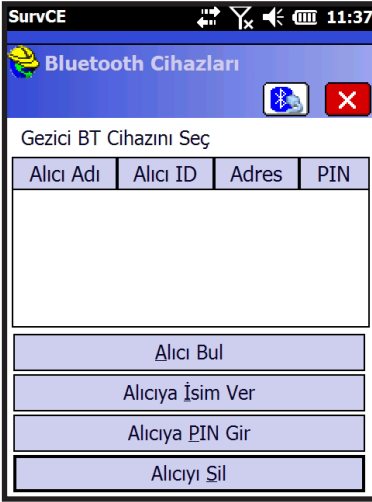 SurvCE 11:37
Bluetooth Cihazları
Gezici BT Cihazını Seç
Alıcı Adı Alıcı ID Adres PIN
Alıcı Bul
Alıcıya İsim Ver
Alıcıya PIN Gir
Alıcıyı Sil